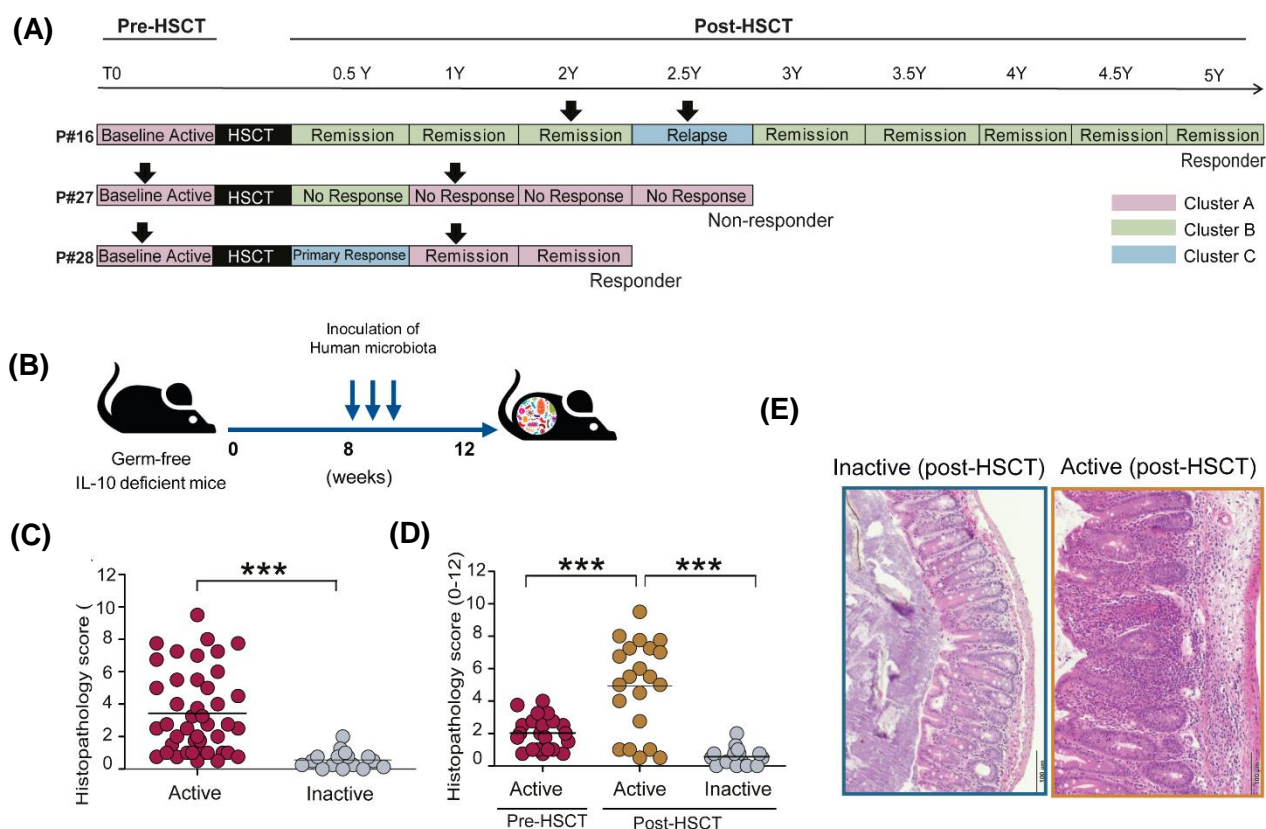 (A)
Pre-HSCT Post-HSCT
T0 0.5 Y 1Y 2Y 2.5Y 3Y 3.5Y 4Y 4.5Y 5Y
P#16 Baseline Active HSCT Remission Remission Remission Relapse Remission Remission Remission Remission Remission
Responder
P#27 Baseline Active HSCT No Response No Response No Response No Response
Non-responder
P#28 Baseline Active HSCT Primary Response Remission Remission
Responder
Cluster A
Cluster B
Cluster C
(B)
Inoculation of
Human microbiota
0 8 12
(weeks)
Germ-free
IL-10 deficient mice
(C)
Histopathology score (
12
10
8
6
4
2
0
***
Active Inactive
(D)
Histopathology score (0-12)
12
10
8
6
4
2
0
*** ***
Active Active Inactive
Pre-HSCT Post-HSCT
(E)
Inactive (post-HSCT) Active (post-HSCT)
100 µm
100 µm